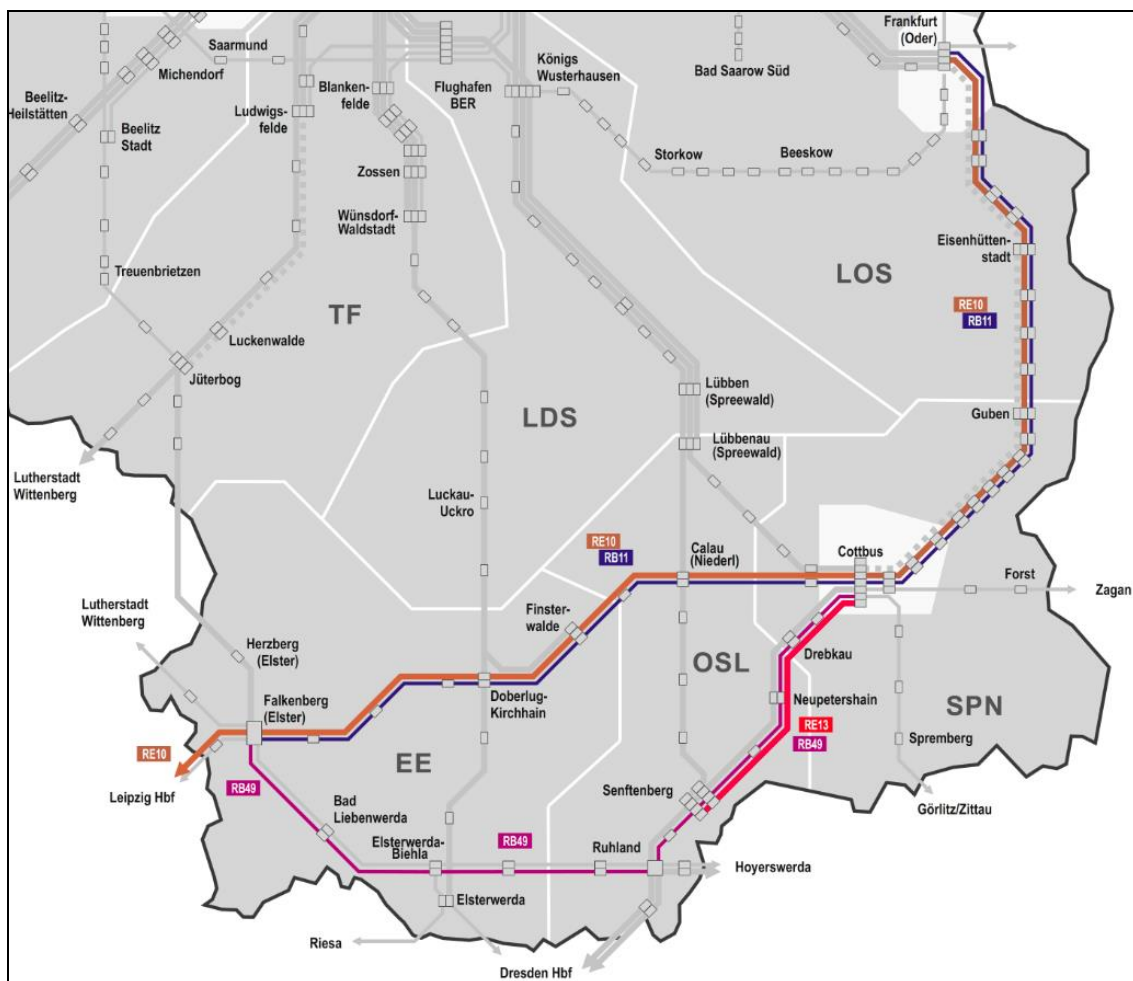 Frankfurt
(Oder)
Saarmund
Michendorf
Königs
Wusterhausen
Bad Saarow Süd
Beelitz-
Heilstätten
Blanken-
felde
Flughafen
BER
Ludwigs-
felde
Beelitz
Stadt
Storkow
Beeskow
Zossen
Wünsdorf-
Waldstadt
Eisenhütten-
stadt
LOS
Treuenbrietzen
TF
RE10
RB11
Luckenwalde
Jüterbog
Lübben
(Spreewald)
Guben
LDS
Lübbenau
(Spreewald)
Lutherstadt
Wittenberg
Luckau-
Uckro
RE10
RB11
Calau
(Niederl)
Cottbus
Forst
Zagan
Lutherstadt
Wittenberg
Finster-
walde
Herzberg
(Elster)
OSL
Drebkau
Falkenberg
(Elster)
Doberlug-
Kirchhain
Neupetershain
SPN
RE13
RB49
RE10
EE
Spremberg
RB49
Leipzig Hbf
Senftenberg
Görlitz/Zittau
Bad
Liebenwerda
Elsterwerda-
Biehla
RB49
Ruhland
Hoyerswerda
Elsterwerda
Riesa
Dresden Hbf